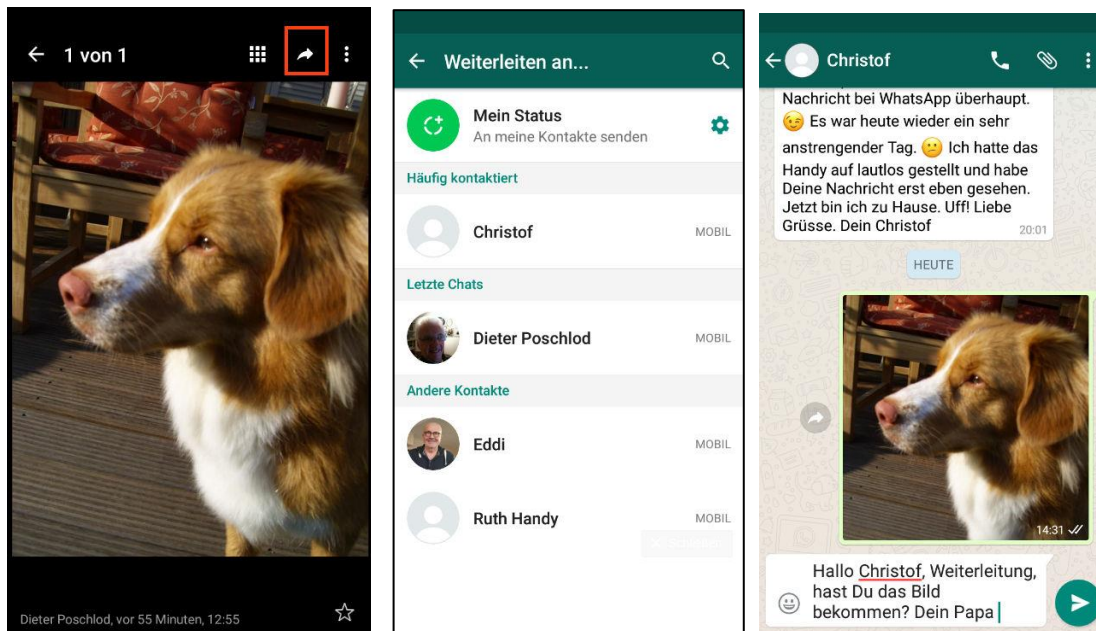 1 von 1
Dieter Poschlod, vor 55 Minuten, 12:55
Weiterleiten an...
Mein Status
An meine Kontakte senden
Häufig kontaktiert
Christof MOBIL
Letzte Chats
Dieter Poschlod MOBIL
Andere Kontakte
Eddi MOBIL
Ruth Handy MOBIL
Christof
Nachricht bei WhatsApp überhaupt.
😉 Es war heute wieder ein sehr
anstrengender Tag. 😕 Ich hatte das
Handy auf lautlos gestellt und habe
Deine Nachricht erst eben gesehen.
Jetzt bin ich zu Hause. Uff! Liebe
Grüsse. Dein Christof 20:01
HEUTE
14:31
Hallo Christof, Weiterleitung,
hast Du das Bild
bekommen? Dein Papa